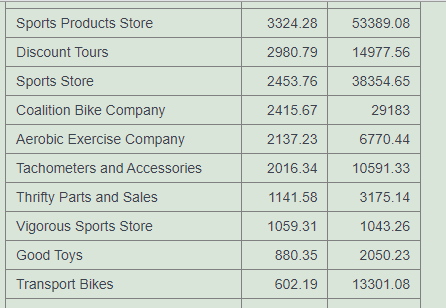 Sports Products Store 3324.28 53389.08
Discount Tours 2980.79 14977.56
Sports Store 2453.76 38354.65
Coalition Bike Company 2415.67 29183
Aerobic Exercise Company 2137.23 6770.44
Tachometers and Accessories 2016.34 10591.33
Thrifty Parts and Sales 1141.58 3175.14
Vigorous Sports Store 1059.31 1043.26
Good Toys 880.35 2050.23
Transport Bikes 602.19 13301.08